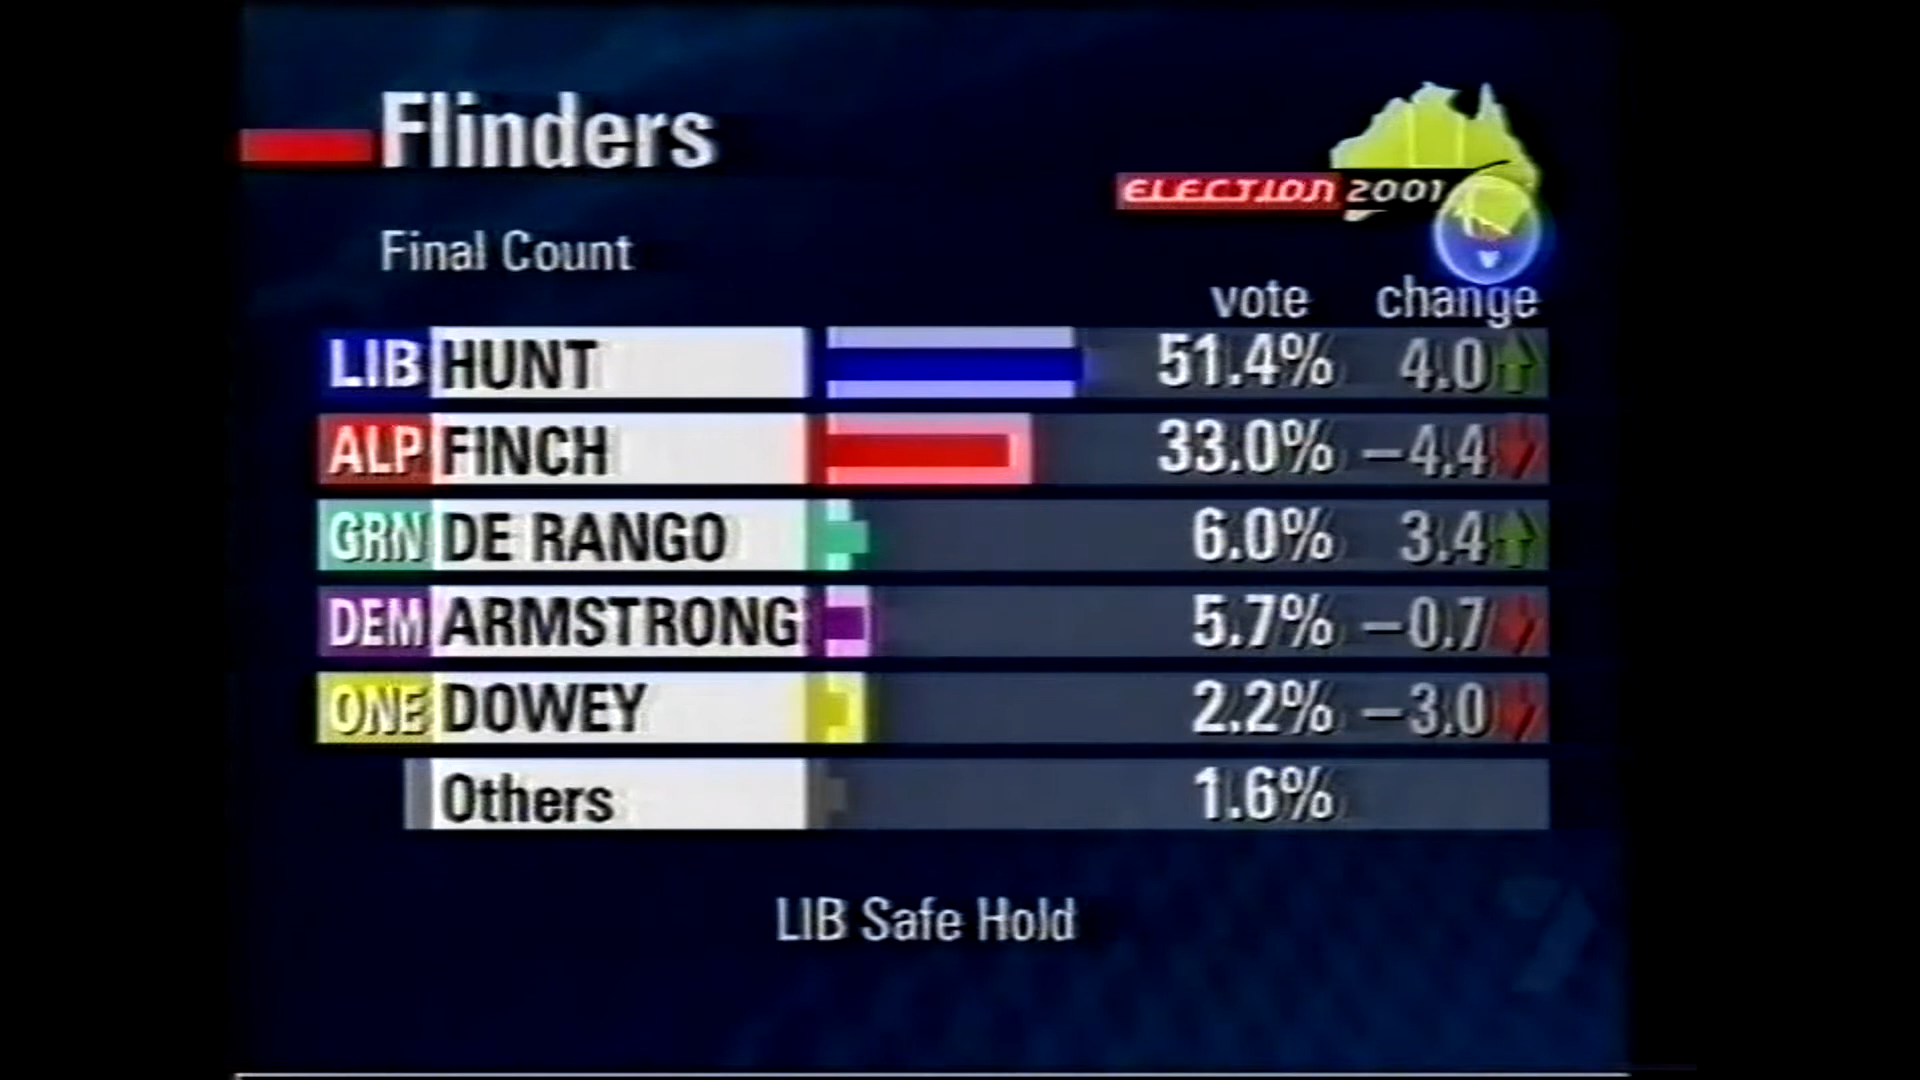 Flinders
ELECTION 2001
Final Count
vote change
LIB HUNT 51.4% 4.0
ALP FINCH 33.0% –4.4
GRN DE RANGO 6.0% 3.4
DEM ARMSTRONG 5.7% –0.7
ONE DOWEY 2.2% –3.0
Others 1.6%
LIB Safe Hold